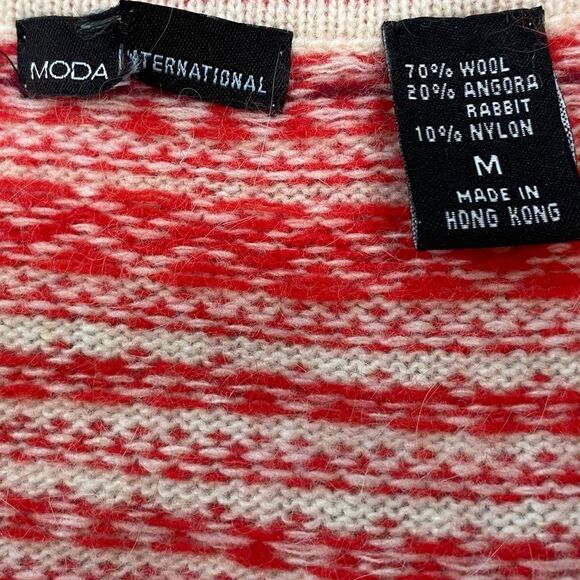 MODA INTERNATIONAL
70% WOOL
20% ANGORA
RABBIT
10% NYLON
M
MADE IN
HONG KONG